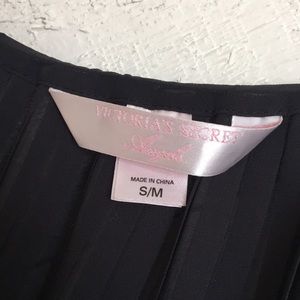 VICTORIA'S SECRET
Angels
MADE IN CHINA
S/M